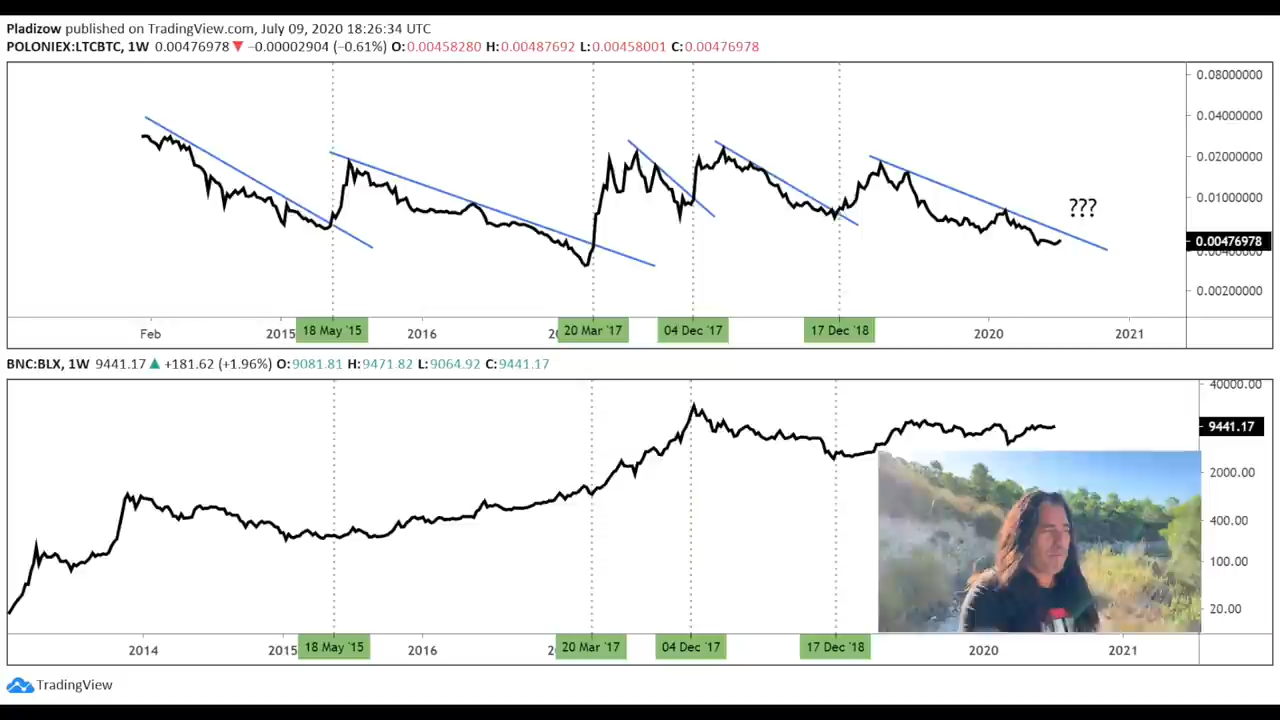 Pladizow published on TradingView.com, July 09, 2020 18:26:34 UTC
POLONIEX:LTCBTC, 1W 0.00476978 ▼ −0.00002904 (−0.61%) O:0.00458280 H:0.00487692 L:0.00458001 C:0.00476978
0.08000000
0.04000000
0.02000000
0.01000000
???
0.00476978
0.00400000
0.00200000
Feb 2015 18 May '15 2016 20 Mar '17 04 Dec '17 17 Dec '18 2020 2021
BNC:BLX, 1W 9441.17 ▲ +181.62 (+1.96%) O:9081.81 H:9471.82 L:9064.92 C:9441.17
40000.00
9441.17
2000.00
400.00
100.00
20.00
2014 2015 18 May '15 2016 20 Mar '17 04 Dec '17 17 Dec '18 2020 2021
TradingView